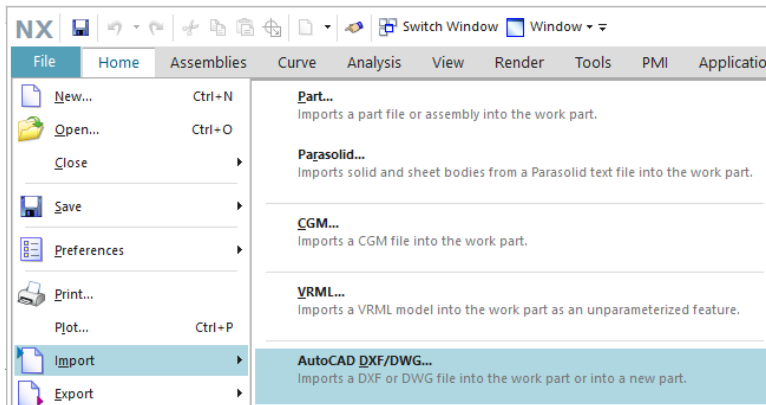 NX Switch Window Window
File Home Assemblies Curve Analysis View Render Tools PMI Applicatio
New... Ctrl+N
Open... Ctrl+O
Close
Save
Preferences
Print...
Plot... Ctrl+P
Import
Export
Part...
Imports a part file or assembly into the work part.
Parasolid...
Imports solid and sheet bodies from a Parasolid text file into the work part.
CGM...
Imports a CGM file into the work part.
VRML...
Imports a VRML model into the work part as an unparameterized feature.
AutoCAD DXF/DWG...
Imports a DXF or DWG file into the work part or into a new part.